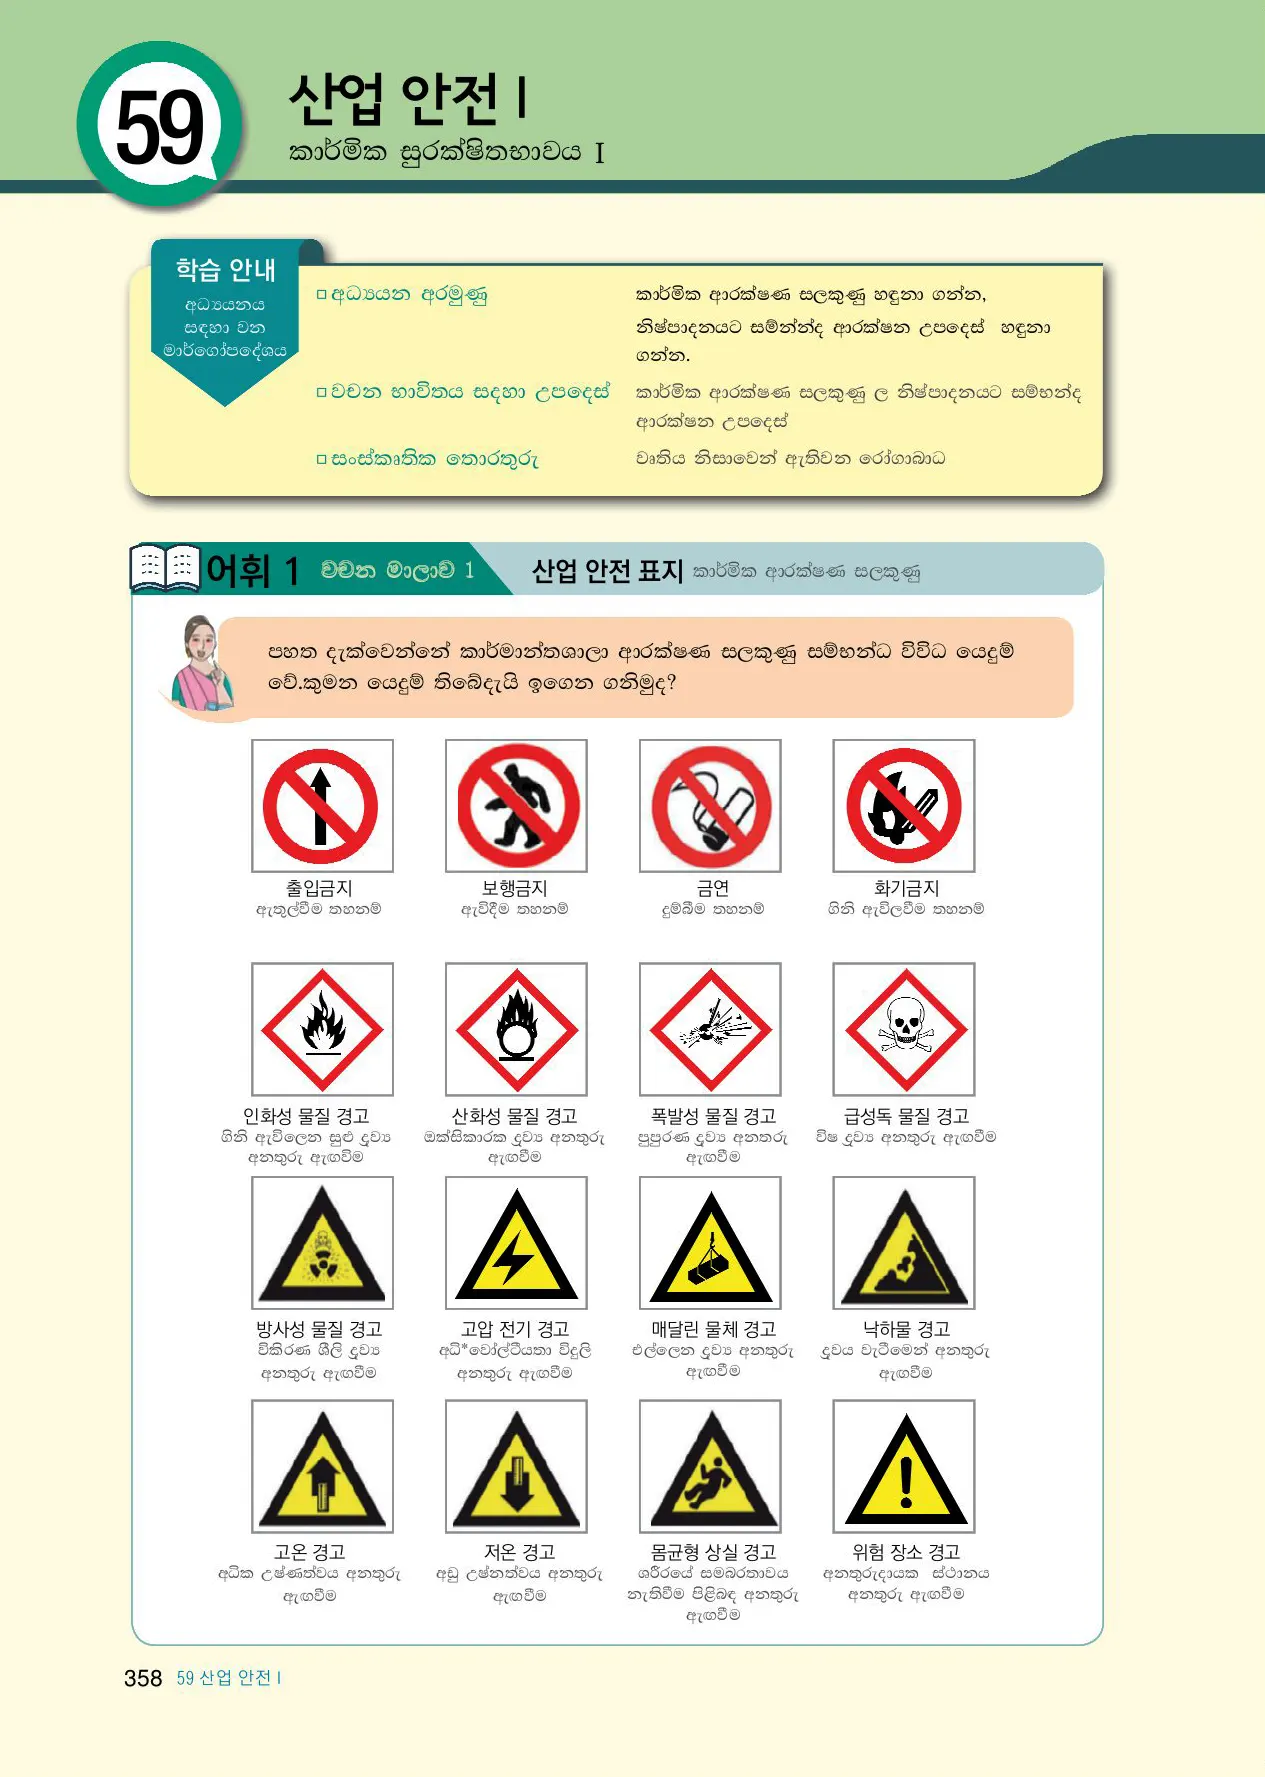 59
산업 안전 I
කාර්මික සුරක්ෂිතභාවය I
학습 안내
අධ්‍යයනය
සඳහා වන
මාර්ගෝපදේශය
□ අධ්‍යයන අරමුණු
කාර්මික ආරක්ෂණ සලකුණු හඳුනා ගන්න,
නිෂ්පාදනයට සම්න්න්ද ආරක්ෂන උපදෙස් හඳුනා
ගන්න.
□ වචන භාවිතය සදහා උපදෙස්
කාර්මික ආරක්ෂණ සලකුණු ල නිෂ්පාදනයට සම්භන්ද
ආරක්ෂන උපදෙස්
□ සංස්කෘතික තොරතුරු
වෘතිය නිසාවෙන් ඇතිවන රෝගාබාධ
어휘 1 වචන මාලාව 1
산업 안전 표지 කාර්මික ආරක්ෂණ සලකුණු
පහත දැක්වෙන්නේ කාර්මාන්තශාලා ආරක්ෂණ සලකුණු සම්භන්ධ විවිධ යෙදුම්
වේ.කුමන යෙදුම් තිබේදැයි ඉගෙන ගනිමුද?
출입금지 보행금지 금연 화기금지
ඇතුල්වීම තහනම් ඇවිදීම තහනම් දුම්බීම තහනම් ගිනි ඇවිලවීම තහනම්
인화성 물질 경고 산화성 물질 경고 폭발성 물질 경고 급성독 물질 경고
ගිනි ඇවිලෙන සුළු ද්‍රව්‍ය ඔක්සිකාරක ද්‍රව්‍ය අනතුරු පුපුරණ ද්‍රව්‍ය අනතරු විෂ ද්‍රව්‍ය අනතුරු ඇඟවීම
අනතුරු ඇඟවිම ඇඟවීම ඇඟවීම
방사성 물질 경고 고압 전기 경고 매달린 물체 경고 낙하물 경고
විකිරණ ශීලි ද්‍රව්‍ය අධි*වෝල්ටීයතා විදුලි එල්ලෙන ද්‍රව්‍ය අනතුරු ද්‍රවය වැටීමෙන් අනතුරු
අනතුරු ඇඟවීම අනතුරු ඇඟවීම ඇඟවීම ඇඟවීම
고온 경고 저온 경고 몸균형 상실 경고 위험 장소 경고
අධික උෂ්ණත්වය අනතුරු අඩු උෂ්නත්වය අනතුරු ශරීරයේ සමබරතාවය අනතුරුදායක ස්ථානය
ඇඟවීම ඇඟවීම නැතිවීම පිළිබඳ අනතුරු අනතුරු ඇඟවීම
ඇඟවීම
358 59 산업 안전 I